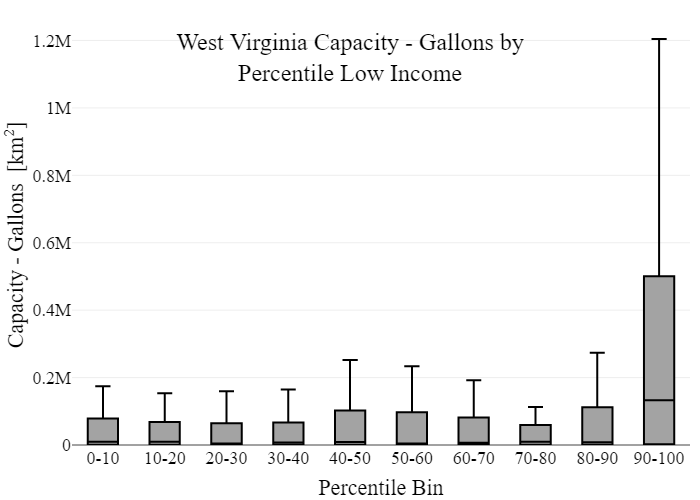 West Virginia Capacity - Gallons by
Percentile Low Income
Capacity - Gallons [km²]
1.2M
1M
0.8M
0.6M
0.4M
0.2M
0
0-10 10-20 20-30 30-40 40-50 50-60 60-70 70-80 80-90 90-100
Percentile Bin